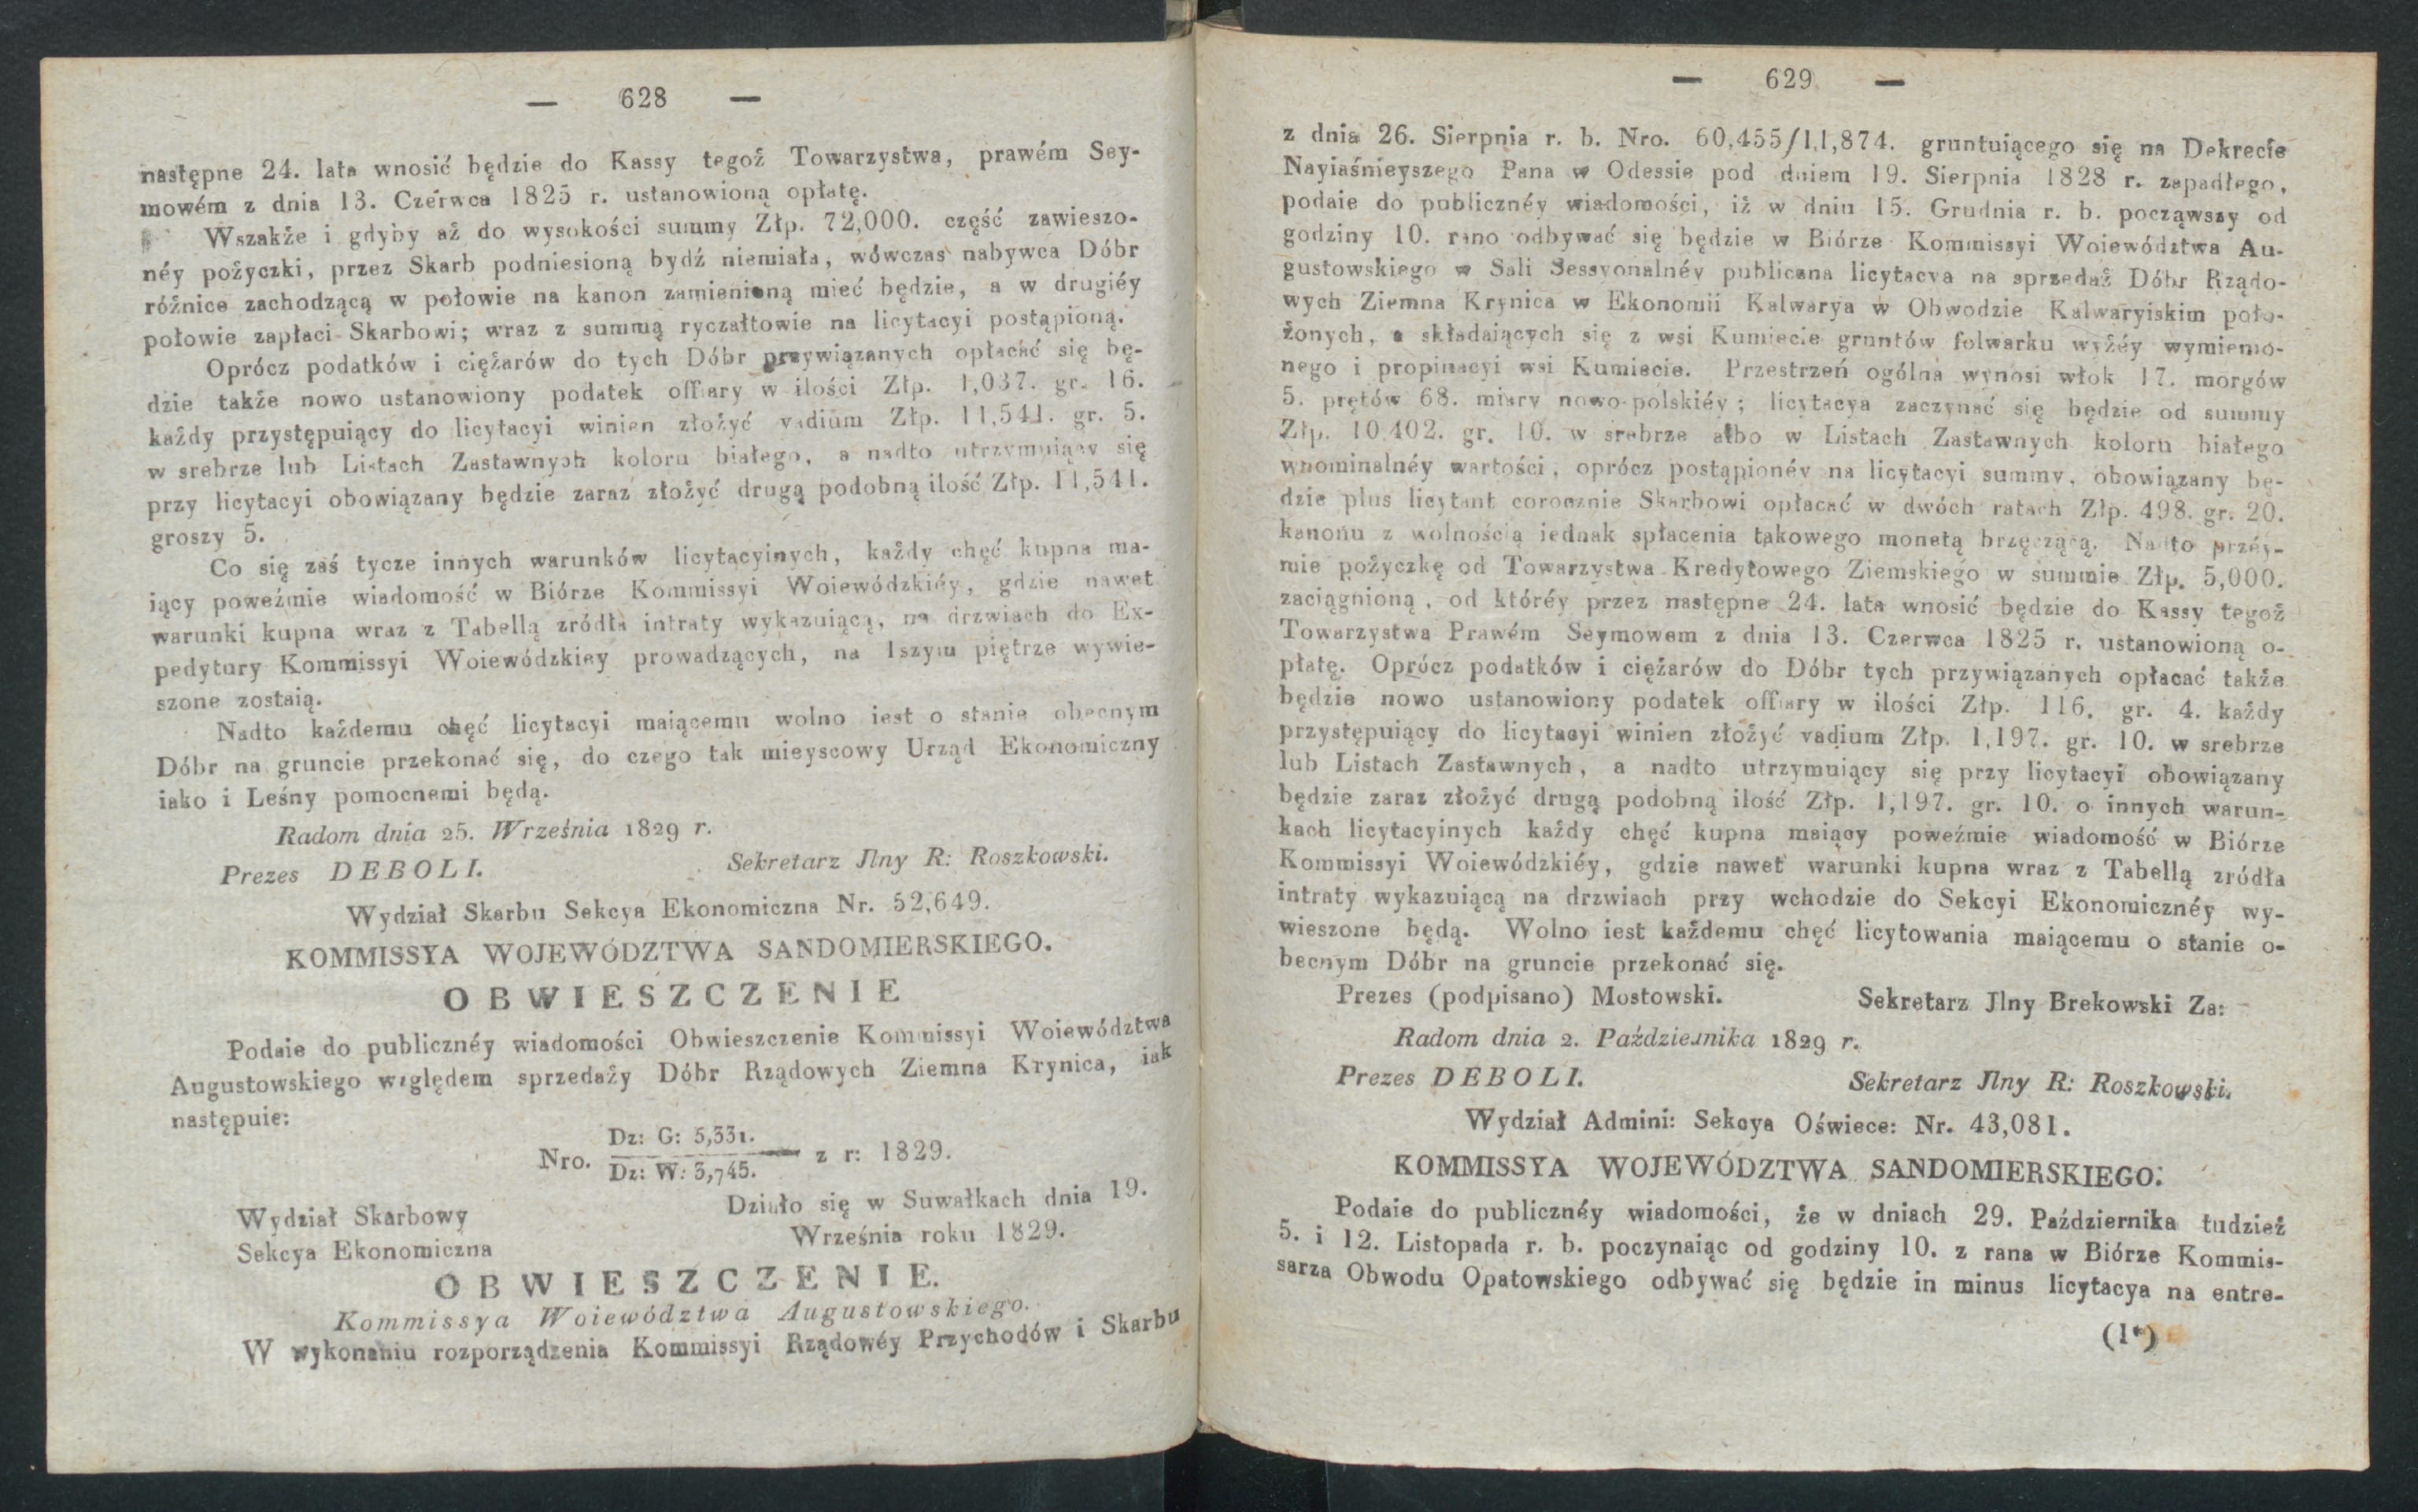 — 628 —
następne 24. lata wnosić będzie do Kassy tegoż Towarzystwa, prawém Sey-
mowém z dnia 13. Czerwca 1825 r. ustanowioną opłatę.
Wszakże i gdyby aż do wysokości summy Złp. 72,000. część zawieszo-
néy pożyczki, przez Skarb podniesioną bydź niemiała, wówczas nabywca Dóbr
różnice zachodzącą w połowie na kanon zamienioną mieć będzie, a w drugiéy
połowie zapłaci Skarbowi; wraz z summą ryczałtowie na licytacyi postąpioną.
Oprócz podatków i ciężarów do tych Dóbr przywiązanych opłacać się bę-
dzie także nowo ustanowiony podatek offiary w ilości Złp. 1,037. gr. 16.
każdy przystępuiący do licytacyi winien złożyć vadium Złp. 11,541. gr. 5.
w srebrze lub Listach Zastawnych koloru białego, a nadto utrzymuiący się
przy licytacyi obowiązany będzie zaraz złożyć drugą podobną ilość Złp. 11,541.
groszy 5.
Co się zaś tycze innych warunków licytacyinych, każdy chęć kupna ma-
iący poweźmie wiadomość w Biórze Kommissyi Woiewódzkiéy, gdzie nawet
warunki kupna wraz z Tabellą zródła intraty wykazuiącą, na drzwiach do Ex-
pedytury Kommissyi Woiewódzkiey prowadzących, na 1szym piętrze wywie-
szone zostaią.
Nadto każdemu chęć licytacyi maiącemu wolno iest o stanie obecnym
Dóbr na gruncie przekonać się, do czego tak mieyscowy Urząd Ekonomiczny
iako i Leśny pomocnemi będą.
Radom dnia 25. Września 1829 r.
Prezes DEBOLI. Sekretarz Jlny R: Roszkowski.
Wydział Skarbu Sekcya Ekonomiczna Nr. 52,649.
KOMMISSYA WOJEWÓDZTWA SANDOMIERSKIEGO.
OBWIESZCZENIE
Podaie do publicznéy wiadomości Obwieszczenie Kommissyi Woiewództwa
Augustowskiego względem sprzedaży Dóbr Rządowych Ziemna Krynica, iak
następuie:
Dz: G: 5,331.
Nro. z r: 1829.
Dz: W: 3,745.
Wydział Skarbowy Działo się w Suwałkach dnia 19.
Sekcya Ekonomiczna Września roku 1829.
OBWIESZCZENIE.
Kommissya Woiewództwa Augustowskiego.
W wykonaniu rozporządzenia Kommissyi Rządowéy Przychodów i Skarbu
— 629 —
z dnia 26. Sierpnia r. b. Nro. 60,455/11,874. gruntuiącego się na Dekrecie
Nayiaśnieyszego Pana w Odessie pod dniem 19. Sierpnia 1828 r. zapadłego,
podaie do publicznéy wiadomości, iż w dniu 15. Grudnia r. b. począwszy od
godziny 10. rano odbywać się będzie w Biórze Kommissyi Woiewództwa Au-
gustowskiego w Sali Sessyonalnéy publiczna licytacya na sprzedaż Dóbr Rządo-
wych Ziemna Krynica w Ekonomii Kalwarya w Obwodzie Kalwaryiskim poło-
żonych, a składaiących się z wsi Kumiecie gruntów folwarku wyżéy wymienio-
nego i propinacyi wsi Kumiecie. Przestrzeń ogólna wynosi włok 17. morgów
5. prętów 68. miary nowo-polskiéy; licytacya zaczynać się będzie od summy
Złp. 10,402. gr. 10. w srebrze albo w Listach Zastawnych koloru białego
wnominalnéy wartości, oprócz postąpionéy na licytacyi summy, obowiązany bę-
dzie plus licytant corocznie Skarbowi opłacać w dwóch ratach Złp. 498. gr. 20.
kanonu z wolnością iednak spłacenia takowego monetą brzęczącą. Nadto przéy-
mie pożyczkę od Towarzystwa Kredytowego Ziemskiego w summie Złp. 5,000.
zaciągnioną, od któréy przez następne 24. lata wnosić będzie do Kassy tegoż
Towarzystwa Prawém Seymowem z dnia 13. Czerwca 1825 r. ustanowioną o-
płatę. Oprócz podatków i ciężarów do Dóbr tych przywiązanych opłacać także
będzie nowo ustanowiony podatek offiary w ilości Złp. 116. gr. 4. każdy
przystępuiący do licytacyi winien złożyć vadium Złp. 1,197. gr. 10. w srebrze
lub Listach Zastawnych, a nadto utrzymuiący się przy licytacyi obowiązany
będzie zaraz złożyć drugą podobną ilość Złp. 1,197. gr. 10. o innych warun-
kach licytacyinych każdy chęć kupna maiący poweźmie wiadomość w Biórze
Kommissyi Woiewódzkiéy, gdzie nawet warunki kupna wraz z Tabellą zródła
intraty wykazuiącą na drzwiach przy wchodzie do Sekcyi Ekonomicznéy wy-
wieszone będą. Wolno iest każdemu chęć licytowania maiącemu o stanie o-
becnym Dóbr na gruncie przekonać się.
Prezes (podpisano) Mostowski. Sekretarz Jlny Brekowski Za:
Radom dnia 2. Października 1829 r.
Prezes DEBOLI. Sekretarz Jlny R: Roszkowski.
Wydział Admini: Sekcya Oświece: Nr. 43,081.
KOMMISSYA WOJEWÓDZTWA SANDOMIERSKIEGO.
Podaie do publicznéy wiadomości, że w dniach 29. Października tudzież
5. i 12. Listopada r. b. poczynaiąc od godziny 10. z rana w Biórze Kommis-
sarza Obwodu Opatowskiego odbywać się będzie in minus licytacya na entre-
(1*)